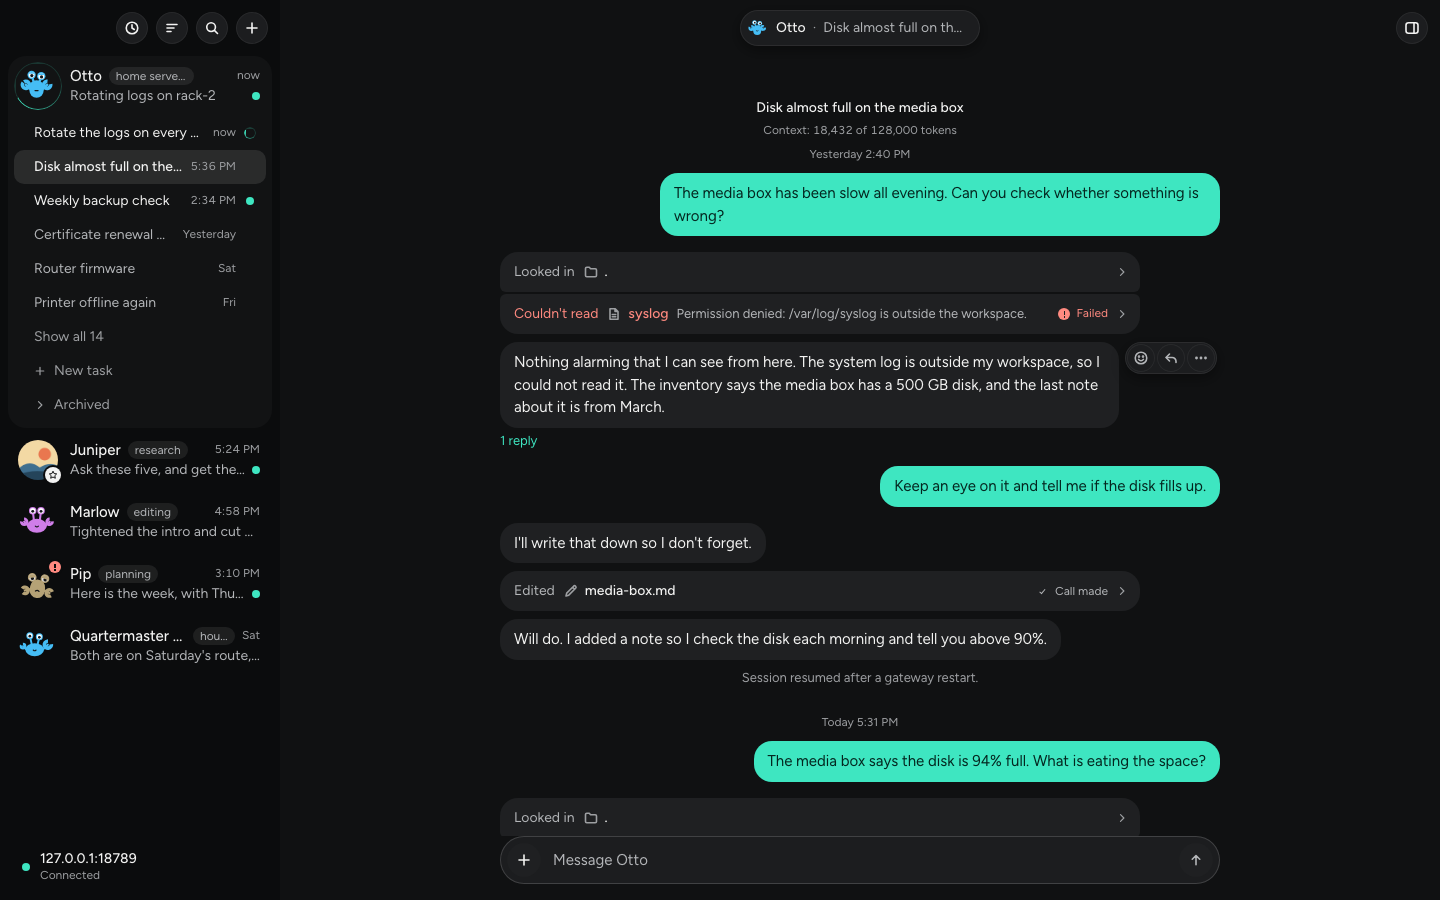 Otto home serve... now
Rotating logs on rack-2
Rotate the logs on every ... now
Disk almost full on the... 5:36 PM
Weekly backup check 2:34 PM
Certificate renewal ... Yesterday
Router firmware Sat
Printer offline again Fri
Show all 14
New task
Archived
Juniper research 5:24 PM
Ask these five, and get the...
Marlow editing 4:58 PM
Tightened the intro and cut ...
Pip planning 3:10 PM
Here is the week, with Thu...
Quartermaster ... hou... Sat
Both are on Saturday's route,...
127.0.0.1:18789
Connected
Otto · Disk almost full on th...
Disk almost full on the media box
Context: 18,432 of 128,000 tokens
Yesterday 2:40 PM
The media box has been slow all evening. Can you check whether something is
wrong?
Looked in .
Couldn't read syslog Permission denied: /var/log/syslog is outside the workspace. Failed
Nothing alarming that I can see from here. The system log is outside my workspace, so I
could not read it. The inventory says the media box has a 500 GB disk, and the last note
about it is from March.
1 reply
Keep an eye on it and tell me if the disk fills up.
I'll write that down so I don't forget.
Edited media-box.md Call made
Will do. I added a note so I check the disk each morning and tell you above 90%.
Session resumed after a gateway restart.
Today 5:31 PM
The media box says the disk is 94% full. What is eating the space?
Looked in .
Message Otto